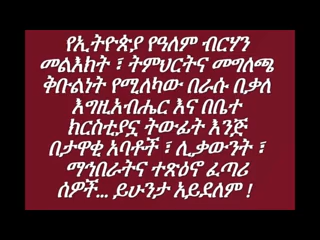 የኢትዮጵያ የዓለም ብርሃን
መልእክት ፣ ትምህርትና መግለጫ
ቅቡልነት የሚለካው በራሱ በቃለ
እግዚአብሔር እና በቤተ
ክርስቲያኗ ትውፊት እንጅ
በታዋቂ አባቶች ፣ ሊቃውንት ፣
ማኅበራትና ተጽዕኖ ፈጣሪ
ሰዎች... ይሁንታ አይደለም !